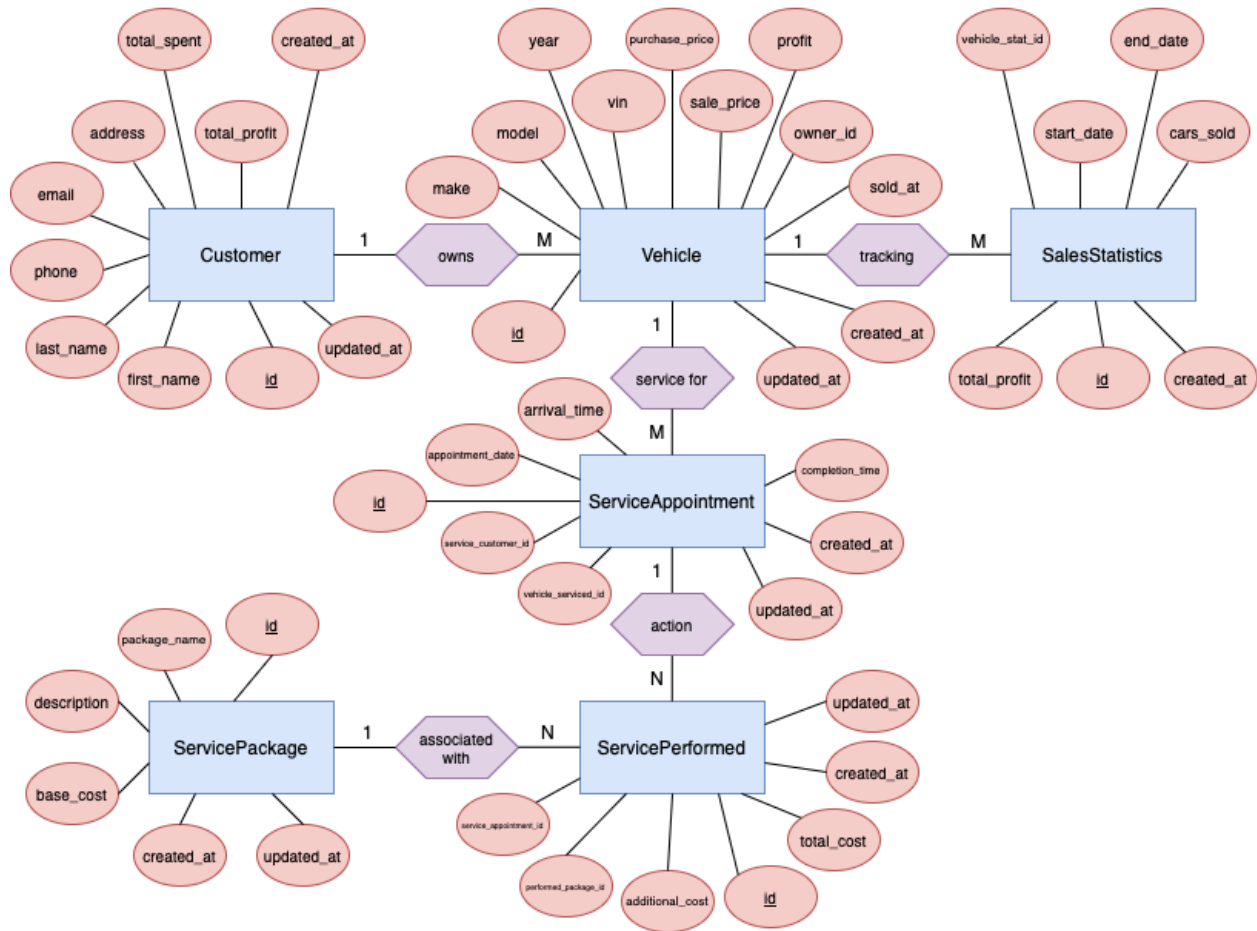 total_spent
created_at
year
purchase_price
profit
vehicle_stat_id
end_date
vin
sale_price
address
total_profit
model
owner_id
start_date
cars_sold
email
make
sold_at
Customer
1
owns
M
Vehicle
1
tracking
M
SalesStatistics
phone
last_name
first_name
id
updated_at
id
1
created_at
updated_at
total_profit
id
created_at
service for
arrival_time
M
appointment_date
completion_time
id
ServiceAppointment
service_customer_id
created_at
vehicle_serviced_id
1
updated_at
action
package_name
id
N
description
updated_at
ServicePackage
1
associated
with
N
ServicePerformed
created_at
base_cost
service_appointment_id
total_cost
created_at
updated_at
performed_package_id
additional_cost
id